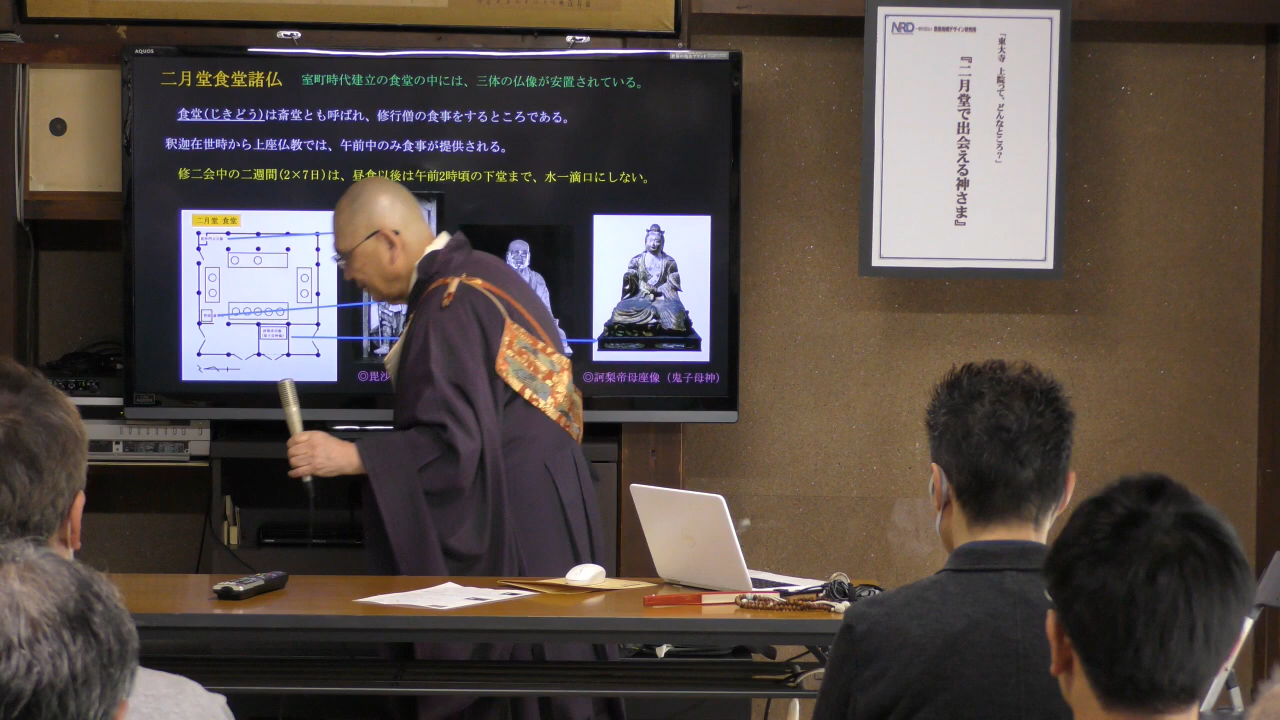 AQUOS
二月堂食堂諸仏
室町時代建立の食堂の中には、三体の仏像が安置されている。
食堂(じきどう)は斎堂とも呼ばれ、修行僧の食事をするところである。
釈迦在世時から上座仏教では、午前中のみ食事が提供される。
修二会中の二週間(2×7日)は、昼食以後は午前2時頃の下堂まで、水一滴口にしない。
二月堂 食堂
◎毘沙
◎訶梨帝母座像（鬼子母神）
NRD
「東大寺 上院って、どんなところ？」
『二月堂で出会える神さま』